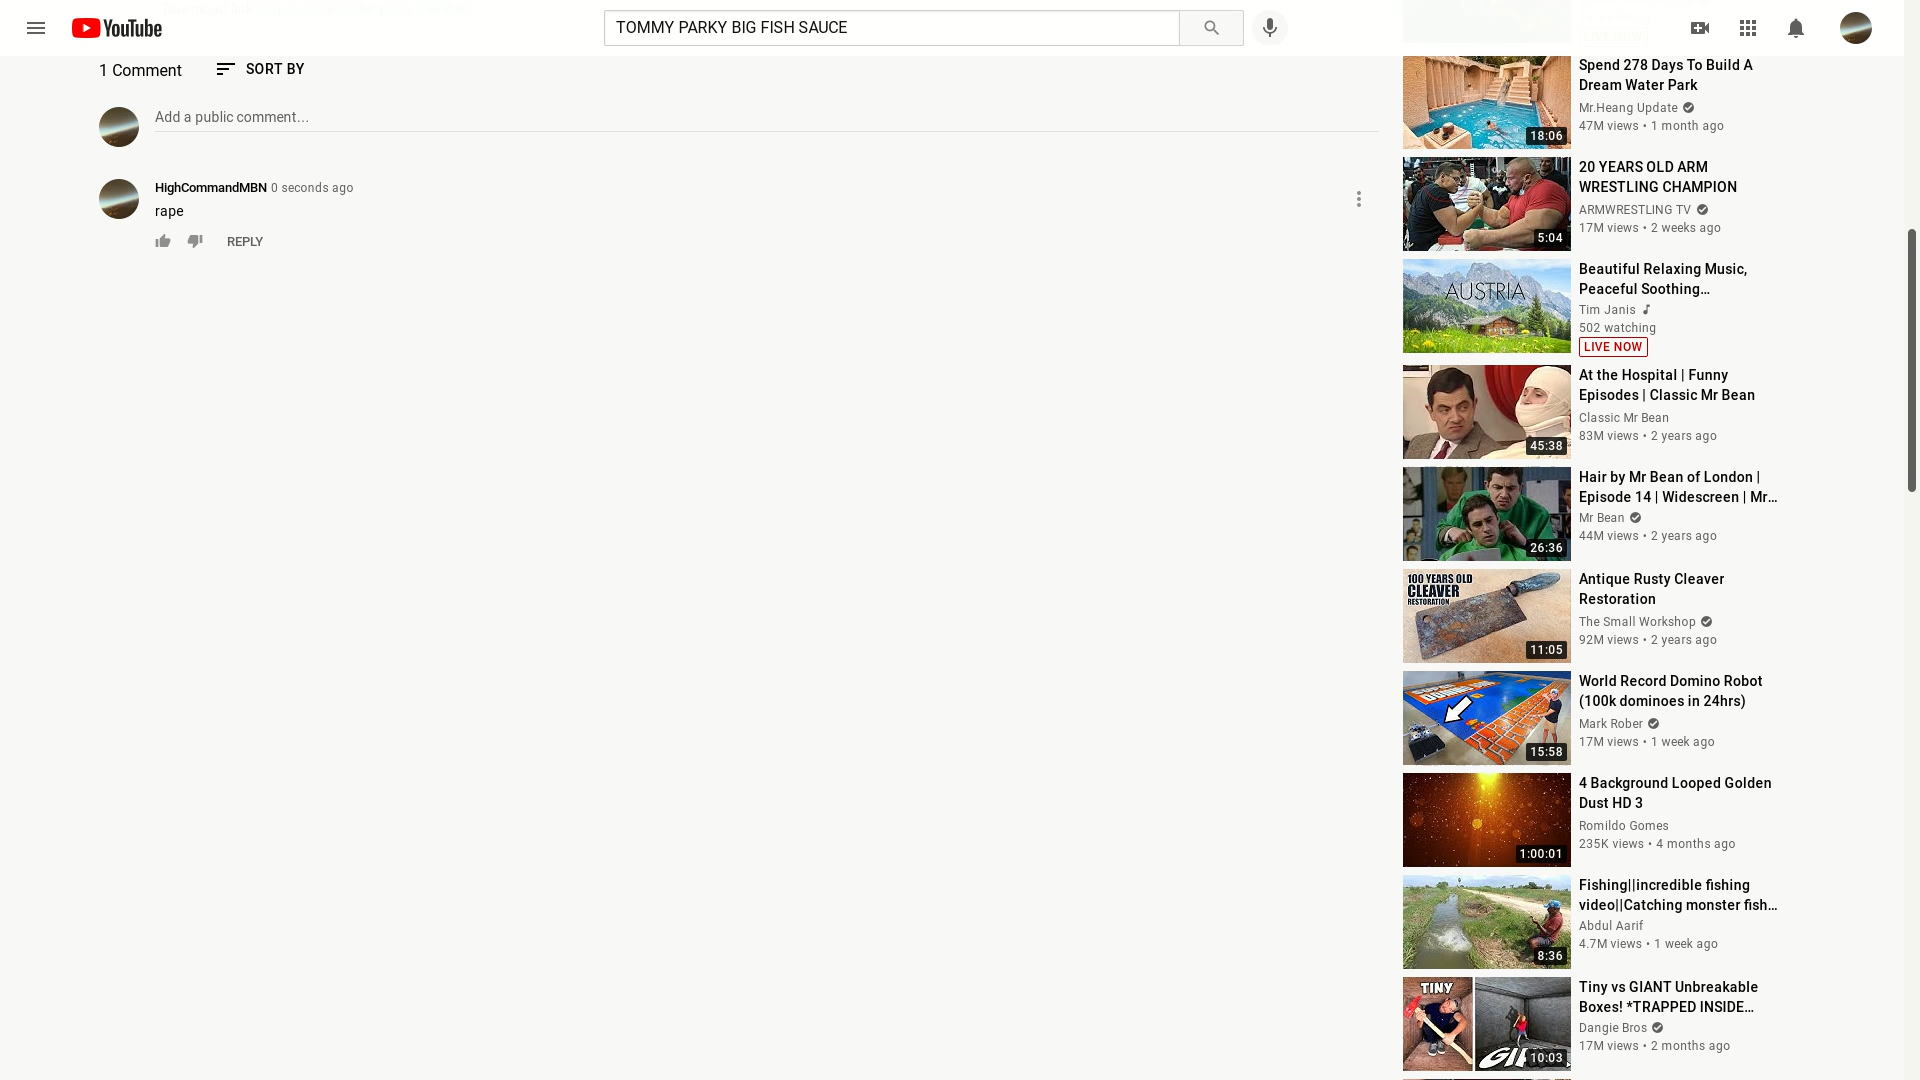 YouTube
TOMMY PARKY BIG FISH SAUCE
1 Comment
SORT BY
Add a public comment...
HighCommandMBN 0 seconds ago
rape
REPLY
Spend 278 Days To Build A
Dream Water Park
Mr.Heang Update
47M views • 1 month ago
18:06
20 YEARS OLD ARM
WRESTLING CHAMPION
ARMWRESTLING TV
17M views • 2 weeks ago
5:04
AUSTRIA
Beautiful Relaxing Music,
Peaceful Soothing…
Tim Janis
502 watching
LIVE NOW
At the Hospital | Funny
Episodes | Classic Mr Bean
Classic Mr Bean
83M views • 2 years ago
45:38
Hair by Mr Bean of London |
Episode 14 | Widescreen | Mr…
Mr Bean
44M views • 2 years ago
26:36
100 YEARS OLD
CLEAVER
RESTORATION
11:05
Antique Rusty Cleaver
Restoration
The Small Workshop
92M views • 2 years ago
World Record Domino Robot
(100k dominoes in 24hrs)
Mark Rober
17M views • 1 week ago
15:58
4 Background Looped Golden
Dust HD 3
Romildo Gomes
235K views • 4 months ago
1:00:01
Fishing||incredible fishing
video||Catching monster fish…
Abdul Aarif
4.7M views • 1 week ago
8:36
TINY
10:03
Tiny vs GIANT Unbreakable
Boxes! *TRAPPED INSIDE…
Dangie Bros
17M views • 2 months ago